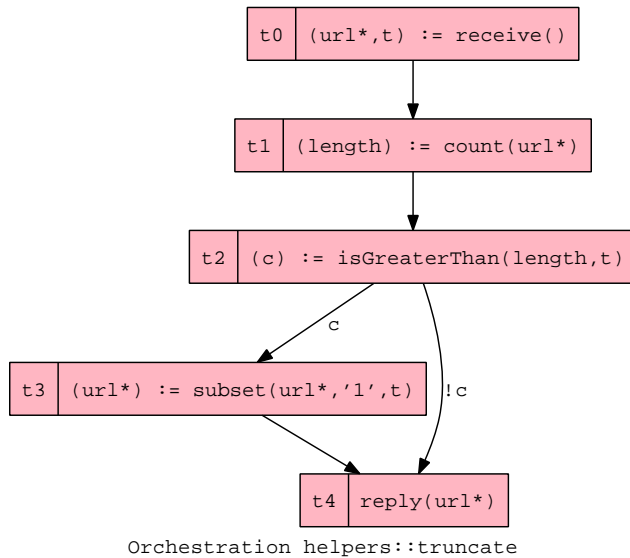 t0 (url*,t) := receive()
t1 (length) := count(url*)
t2 (c) := isGreaterThan(length,t)
c
t3 (url*) := subset(url*,'1',t)
!c
t4 reply(url*)
Orchestration helpers::truncate